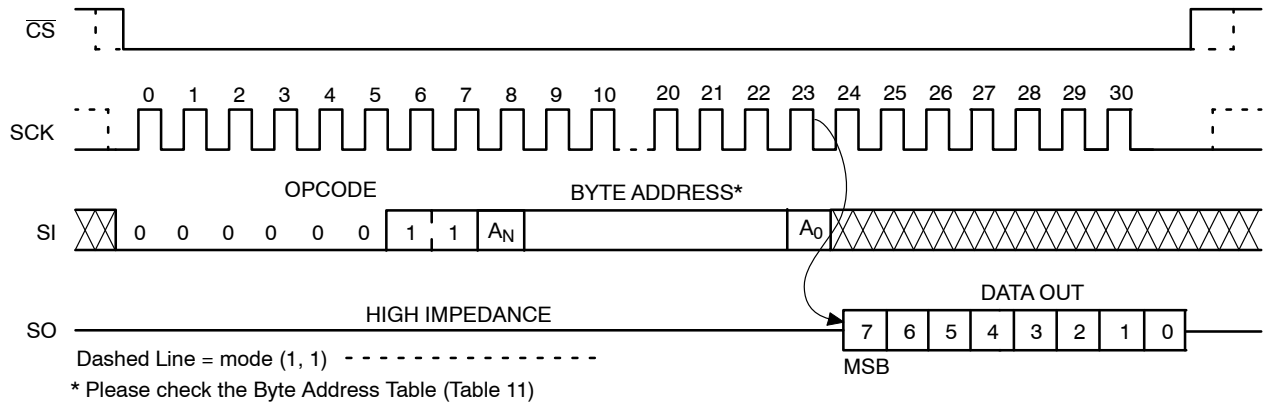 CS
0 1 2 3 4 5 6 7 8 9 10 20 21 22 23 24 25 26 27 28 29 30
SCK
OPCODE BYTE ADDRESS*
SI 0 0 0 0 0 0 1 1 AN A0
DATA OUT
HIGH IMPEDANCE
SO 7 6 5 4 3 2 1 0
Dashed Line = mode (1, 1) - - - - - - - - - - - - - - -
MSB
* Please check the Byte Address Table (Table 11)